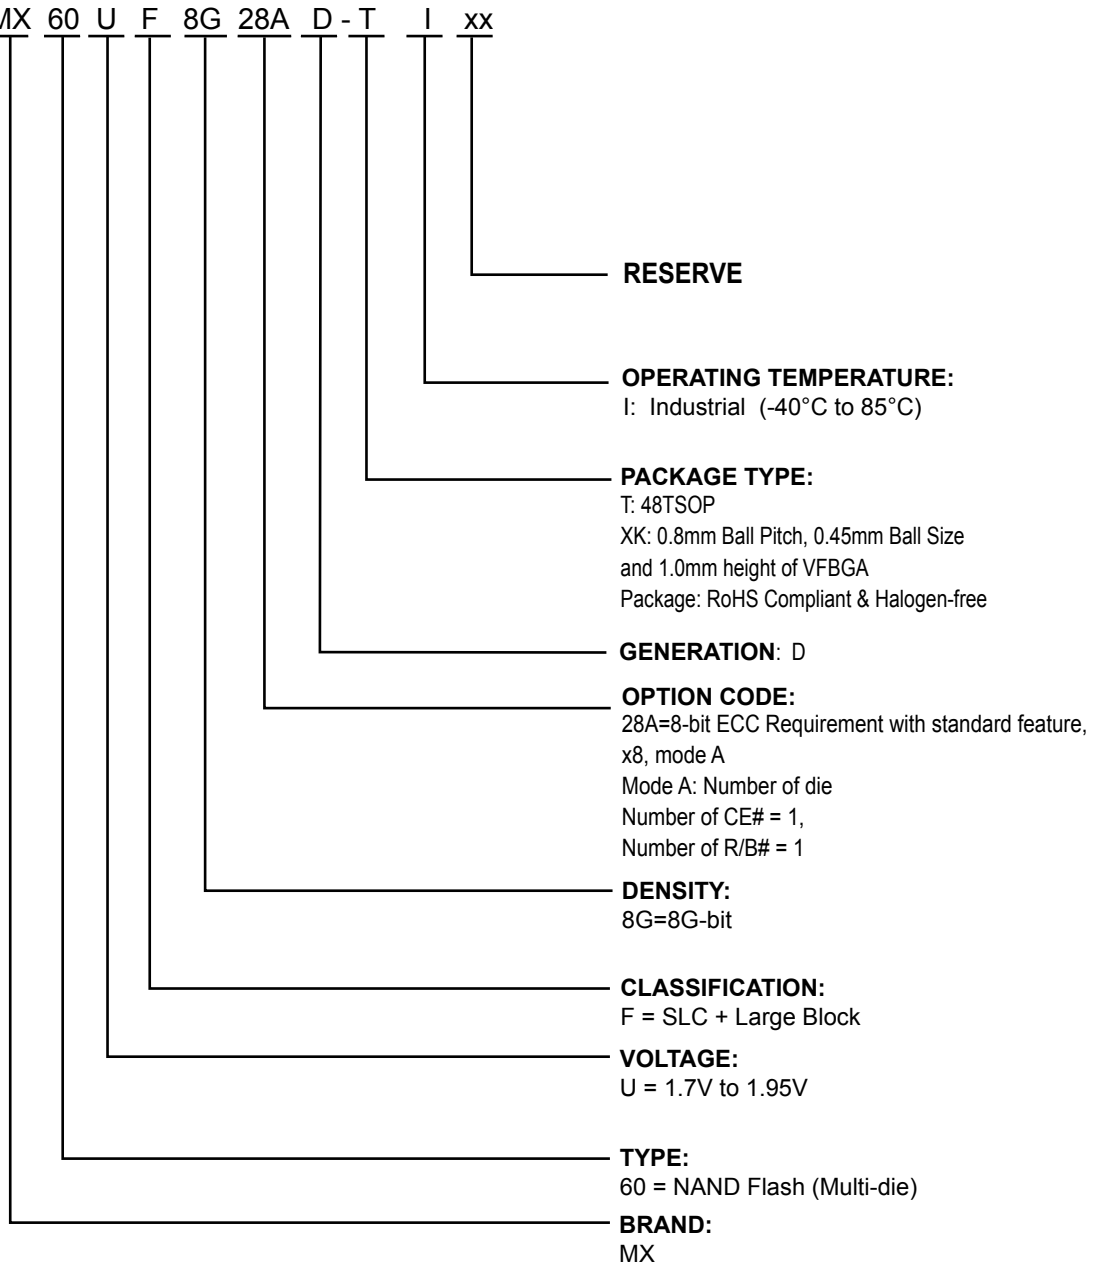 MX 60 U F 8G 28A D - T I xx
RESERVE
OPERATING TEMPERATURE:
I: Industrial (-40°C to 85°C)
PACKAGE TYPE:
T: 48TSOP
XK: 0.8mm Ball Pitch, 0.45mm Ball Size
and 1.0mm height of VFBGA
Package: RoHS Compliant & Halogen-free
GENERATION: D
OPTION CODE:
28A=8-bit ECC Requirement with standard feature,
x8, mode A
Mode A: Number of die
Number of CE# = 1,
Number of R/B# = 1
DENSITY:
8G=8G-bit
CLASSIFICATION:
F = SLC + Large Block
VOLTAGE:
U = 1.7V to 1.95V
TYPE:
60 = NAND Flash (Multi-die)
BRAND:
MX